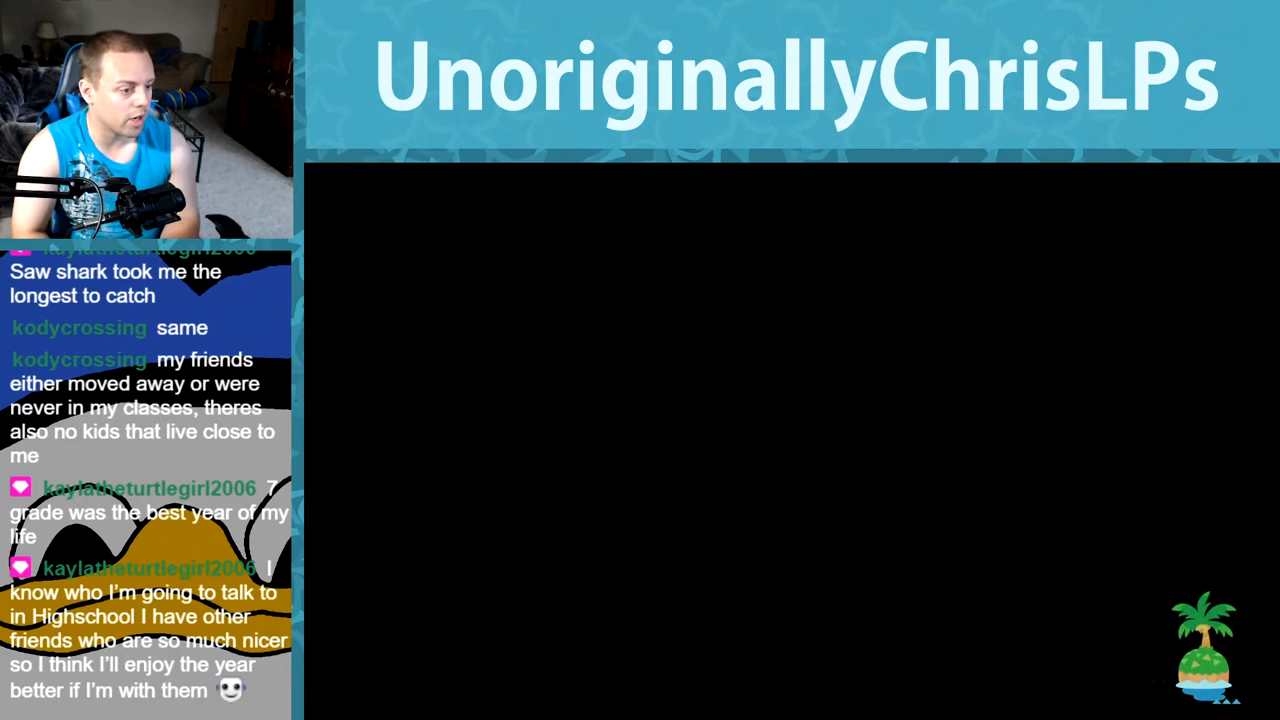 UnoriginallyChrisLPs
kaylatheturtlegirl2006
Saw shark took me the
longest to catch
kodycrossing same
kodycrossing my friends
either moved away or were
never in my classes, theres
also no kids that live close to
me
kaylatheturtlegirl2006 7
grade was the best year of my
life
kaylatheturtlegirl2006 I
know who I'm going to talk to
in Highschool I have other
friends who are so much nicer
so I think I'll enjoy the year
better if I'm with them